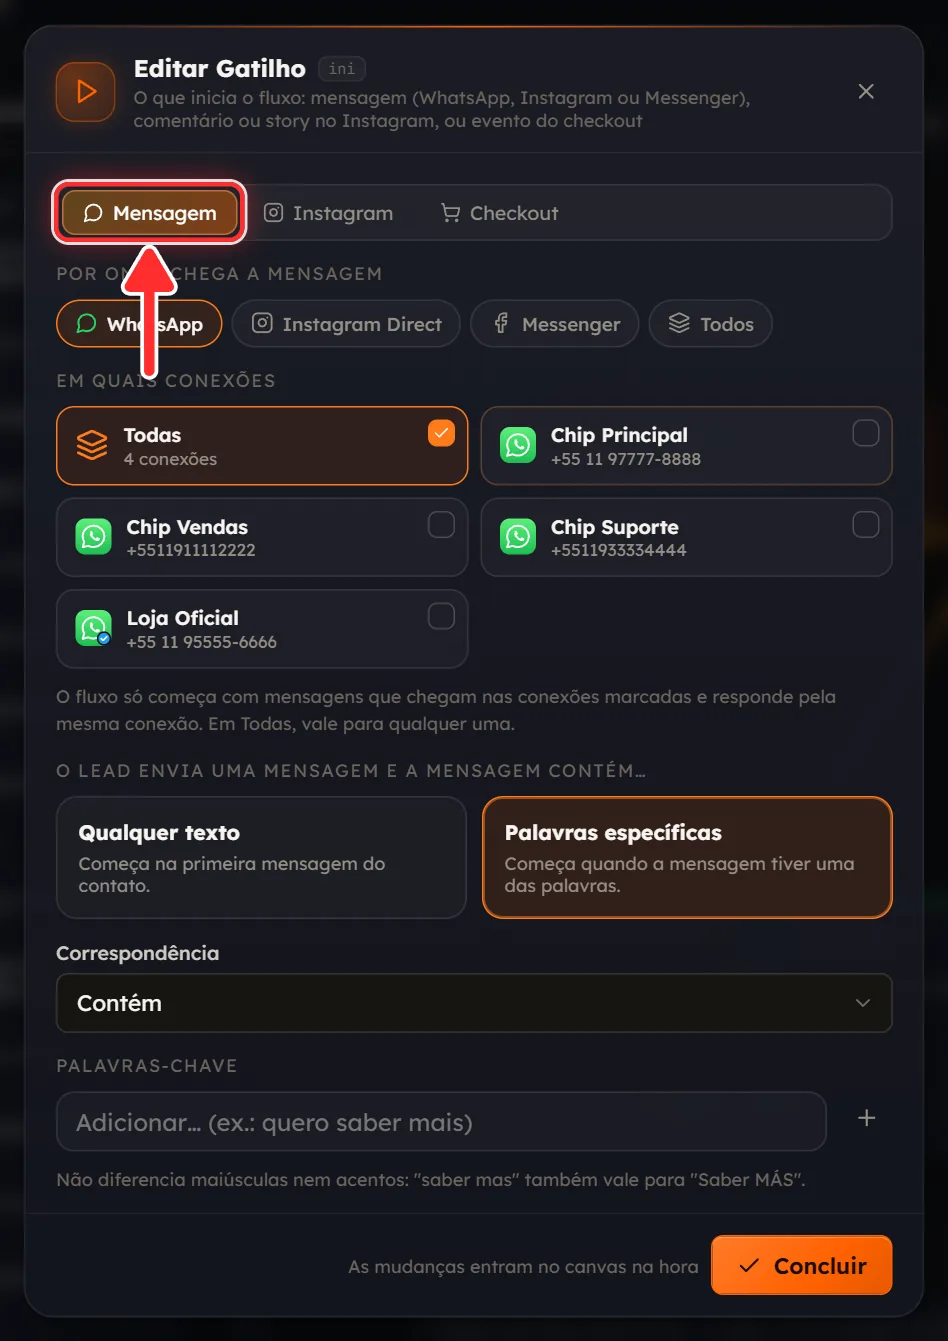 Editar Gatilho ini
O que inicia o fluxo: mensagem (WhatsApp, Instagram ou Messenger),
comentário ou story no Instagram, ou evento do checkout
Mensagem Instagram Checkout
POR CHEGA A MENSAGEM
WhatsApp Instagram Direct Messenger Todos
EM QUAIS CONEXÕES
Todas
4 conexões
Chip Principal
+55 11 97777-8888
Chip Vendas
+5511911112222
Chip Suporte
+5511933334444
Loja Oficial
+55 11 95555-6666
O fluxo só começa com mensagens que chegam nas conexões marcadas e responde pela
mesma conexão. Em Todas, vale para qualquer uma.
O LEAD ENVIA UMA MENSAGEM E A MENSAGEM CONTÉM…
Qualquer texto
Começa na primeira mensagem do
contato.
Palavras específicas
Começa quando a mensagem tiver uma
das palavras.
Correspondência
Contém
PALAVRAS-CHAVE
Adicionar… (ex.: quero saber mais)
Não diferencia maiúsculas nem acentos: "saber mas" também vale para "Saber MÁS".
As mudanças entram no canvas na hora
Concluir